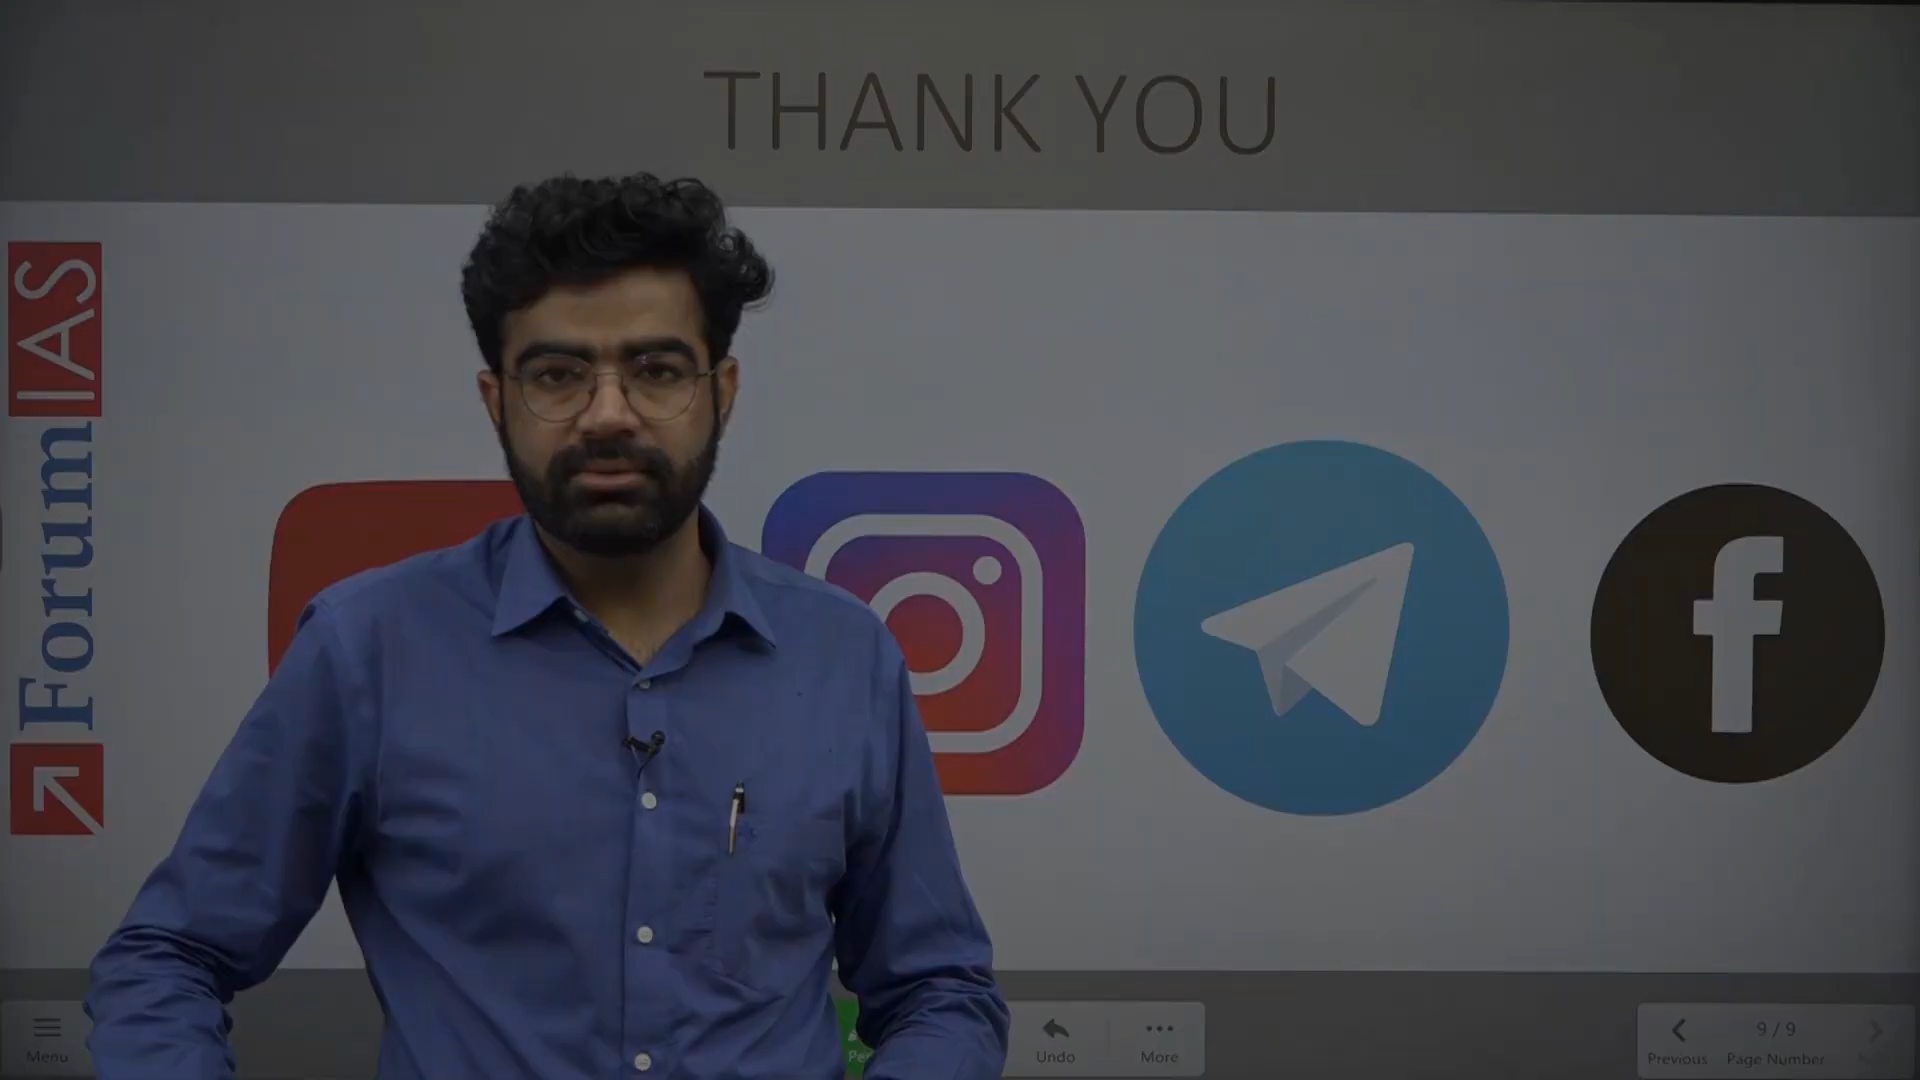 THANK YOU
ForumIAS
Menu
Undo
More
Previous
9 / 9
Page Number